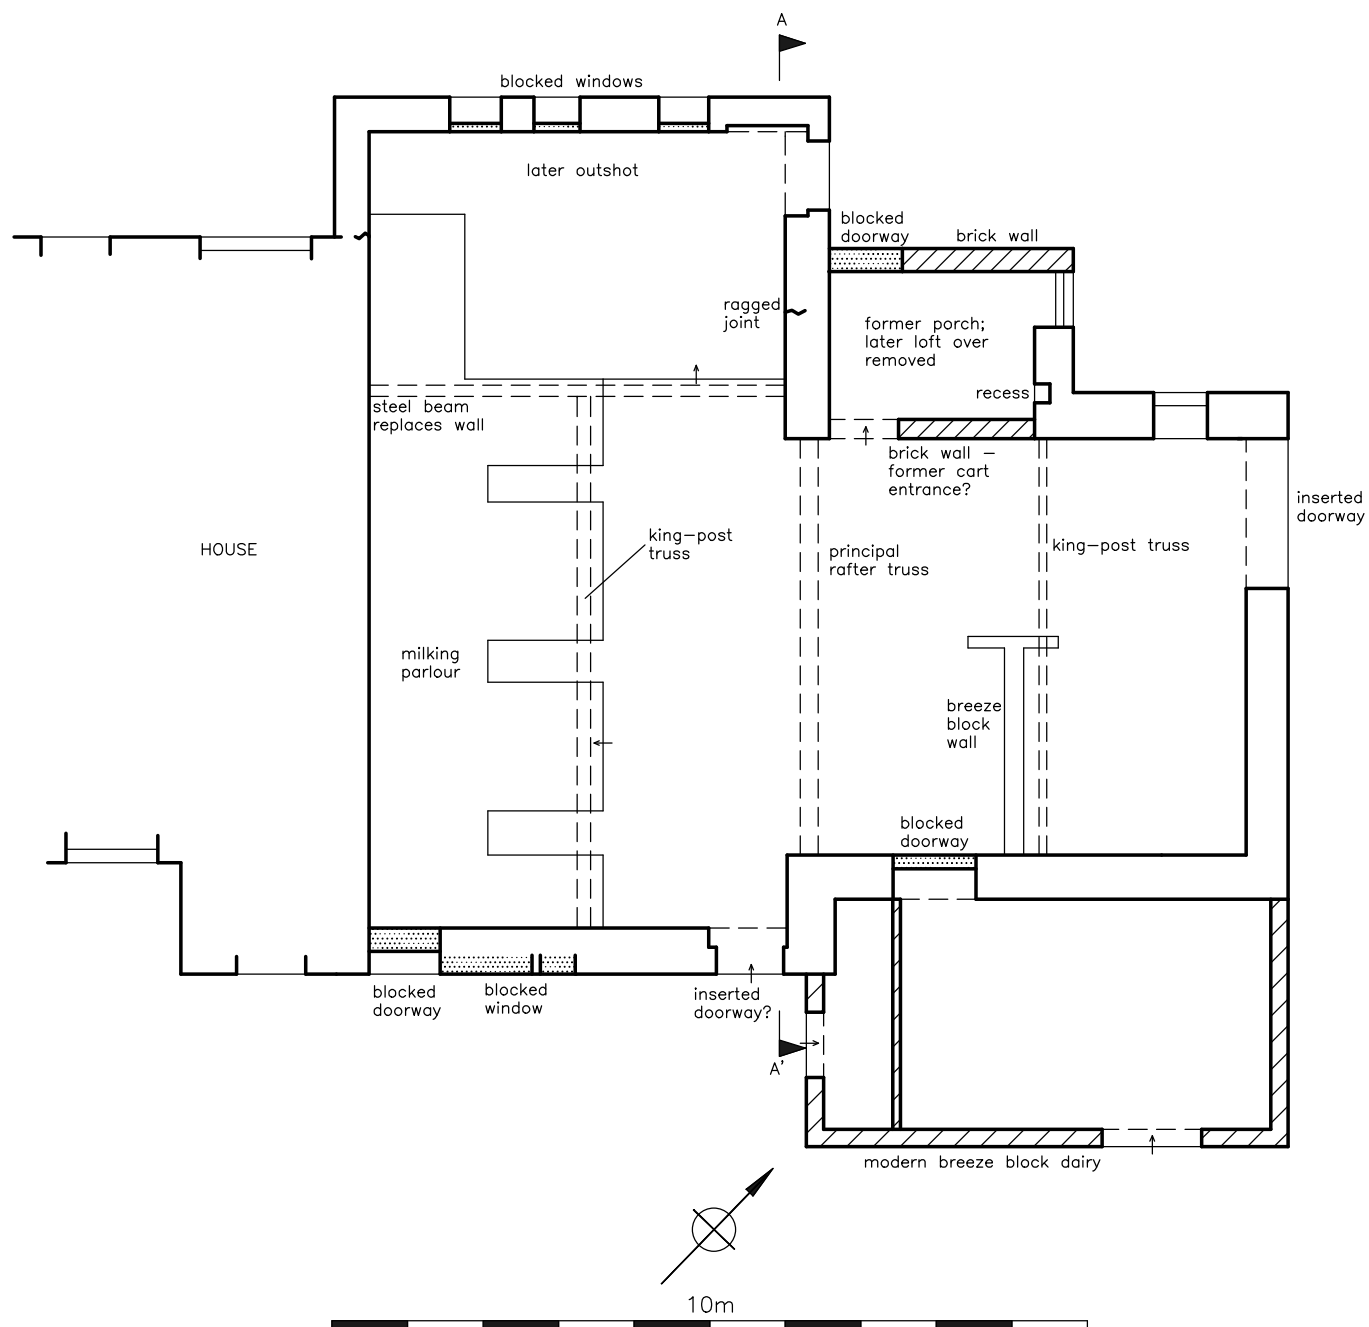 A
blocked windows
later outshot
blocked
doorway
brick wall
ragged
joint
former porch;
later loft over
removed
recess
steel beam
replaces wall
brick wall –
former cart
entrance?
inserted
doorway
HOUSE
king–post
truss
principal
rafter truss
king–post truss
milking
parlour
breeze
block
wall
blocked
doorway
blocked
doorway
blocked
window
inserted
doorway?
A'
modern breeze block dairy
10m